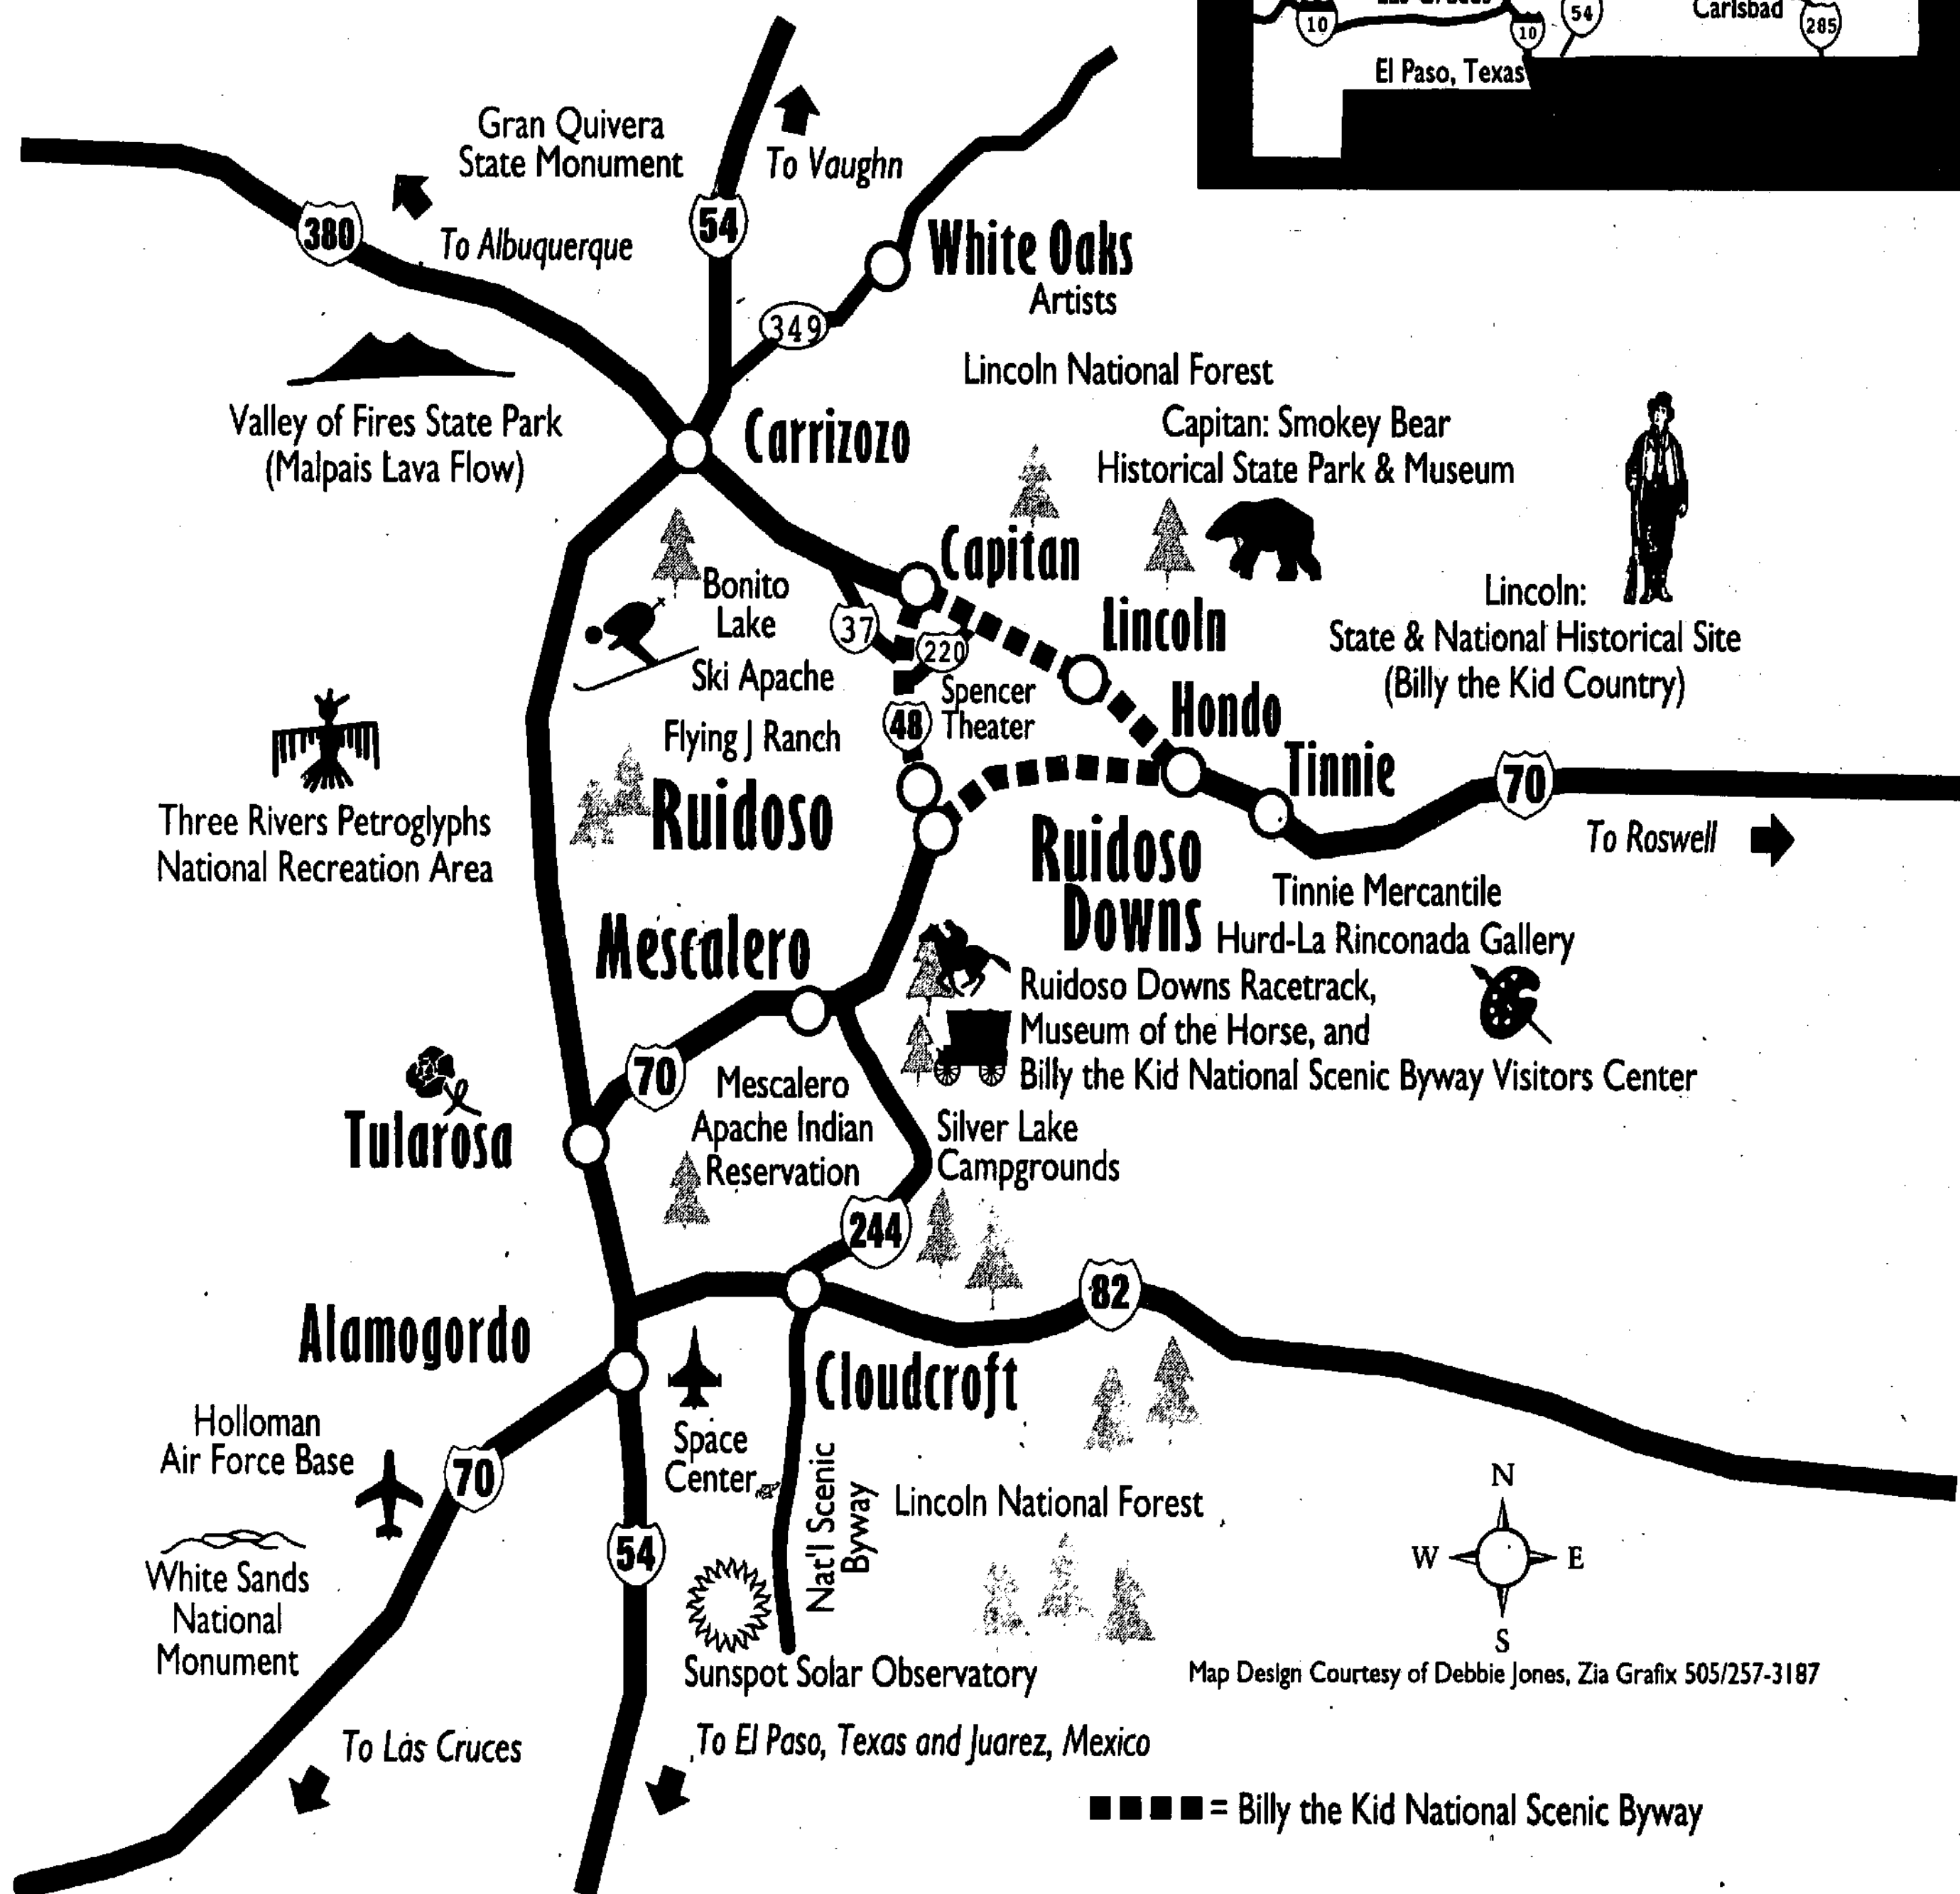 10
54
10
Carlsbad
285
El Paso, Texas
Gran Quivera
State Monument
To Vaughn
380
54
To Albuquerque
White Oaks
Artists
349
Lincoln National Forest
Valley of Fires State Park
(Malpais Lava Flow)
Carrizozo
Capitan: Smokey Bear
Historical State Park & Museum
Capitan
Bonito
Lake
37
220
Lincoln
Lincoln:
State & National Historical Site
(Billy the Kid Country)
Ski Apache
Spencer
Theater
48
Flying J Ranch
Hondo
Tinnie
70
To Roswell
Three Rivers Petroglyphs
National Recreation Area
Ruidoso
Ruidoso
Downs
Tinnie Mercantile
Hurd-La Rinconada Gallery
Mescalero
Ruidoso Downs Racetrack,
Museum of the Horse, and
Billy the Kid National Scenic Byway Visitors Center
70
Mescalero
Apache Indian
Reservation
Silver Lake
Campgrounds
Tularosa
244
82
Alamogordo
Cloudcroft
Holloman
Air Force Base
70
Space
Center
Nat'l Scenic
Byway
Lincoln National Forest
54
White Sands
National
Monument
N
W
E
S
Sunspot Solar Observatory
Map Design Courtesy of Debbie Jones, Zia Grafix 505/257-3187
To Las Cruces
To El Paso, Texas and Juarez, Mexico
= Billy the Kid National Scenic Byway